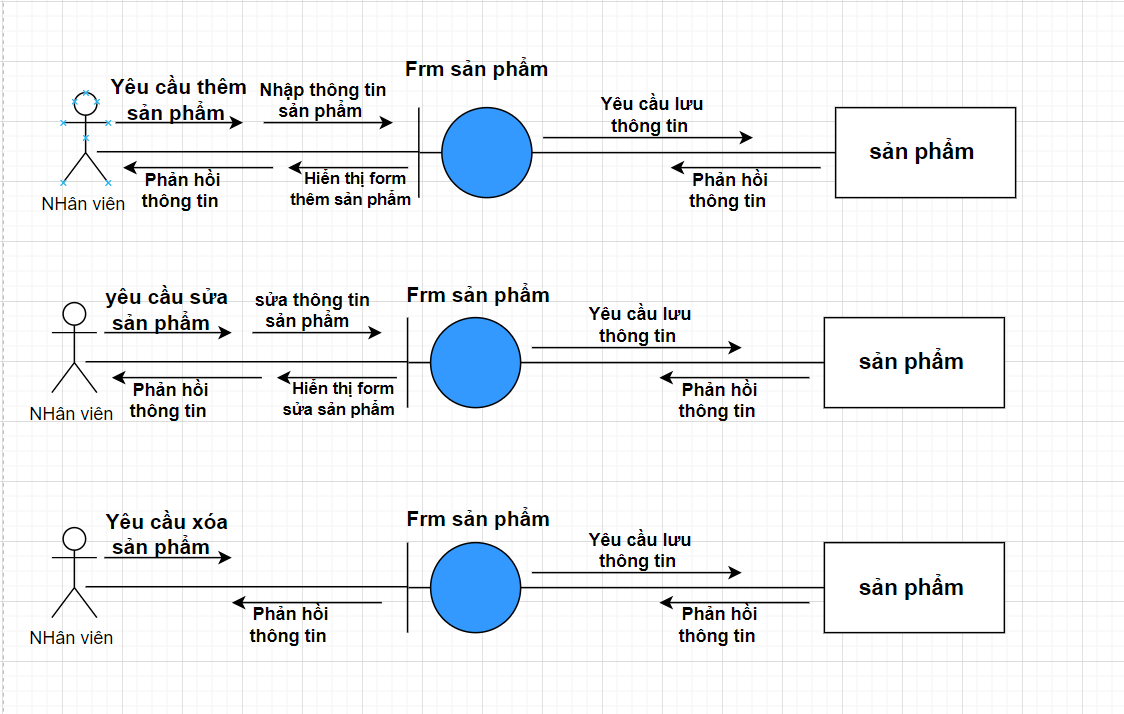 Frm sản phẩm
Yêu cầu thêm
sản phẩm
Nhập thông tin
sản phẩm
Yêu cầu lưu
thông tin
sản phẩm
Phản hồi
thông tin
Hiển thị form
thêm sản phẩm
Phản hồi
thông tin
NHân viên
Frm sản phẩm
yêu cầu sửa
sản phẩm
sửa thông tin
sản phẩm
Yêu cầu lưu
thông tin
sản phẩm
Phản hồi
thông tin
Hiển thị form
sửa sản phẩm
Phản hồi
thông tin
NHân viên
Frm sản phẩm
Yêu cầu xóa
sản phẩm
Yêu cầu lưu
thông tin
sản phẩm
Phản hồi
thông tin
Phản hồi
thông tin
NHân viên